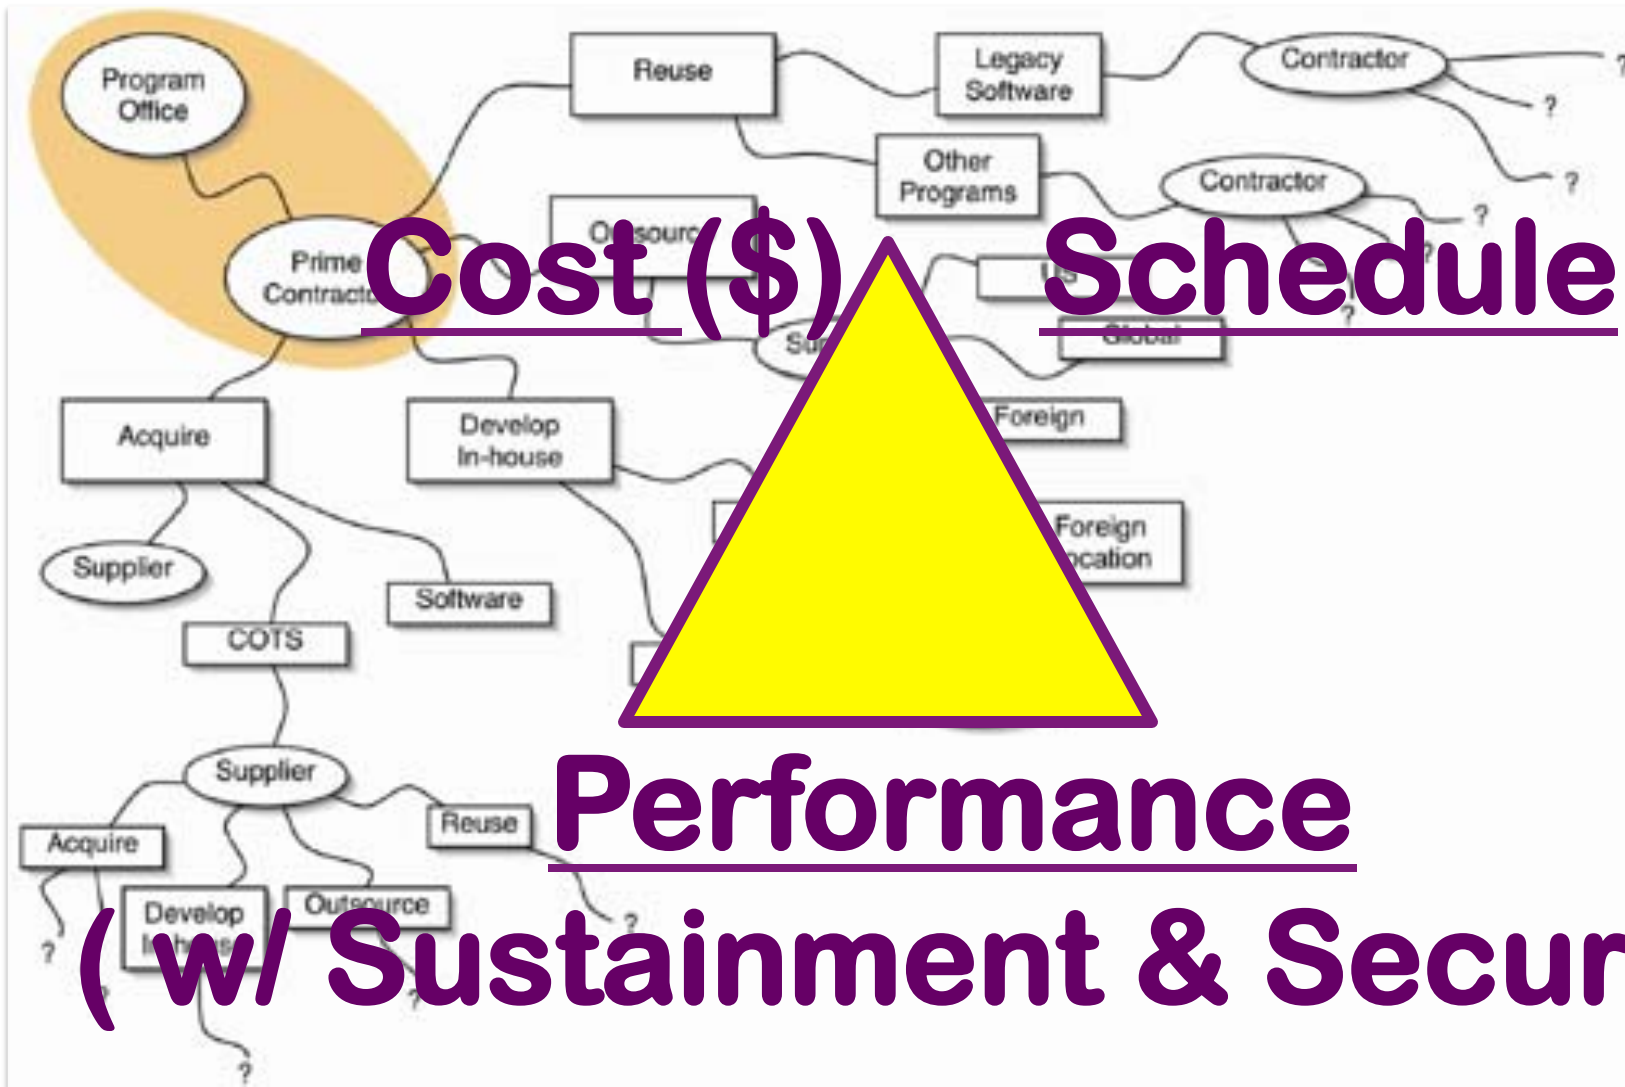 Program
Office
Reuse
Legacy
Software
Contractor
?
?
?
Other
Programs
Contractor
?
?
?
Prime
Cost ($)
Schedule
Global
Acquire
Develop
In-house
Foreign
Foreign
Supplier
Software
COTS
Supplier
Performance
Acquire
Reuse
Develop
Outsource
?
?
( w/ Sustainment & Secur
?
?
?